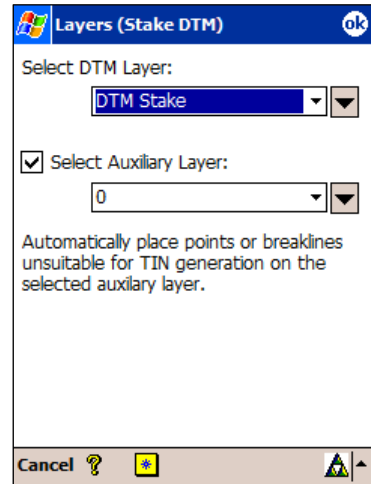 Layers (Stake DTM)
ok
Select DTM Layer:
DTM Stake
Select Auxiliary Layer:
0
Automatically place points or breaklines
unsuitable for TIN generation on the
selected auxilary layer.
Cancel ?